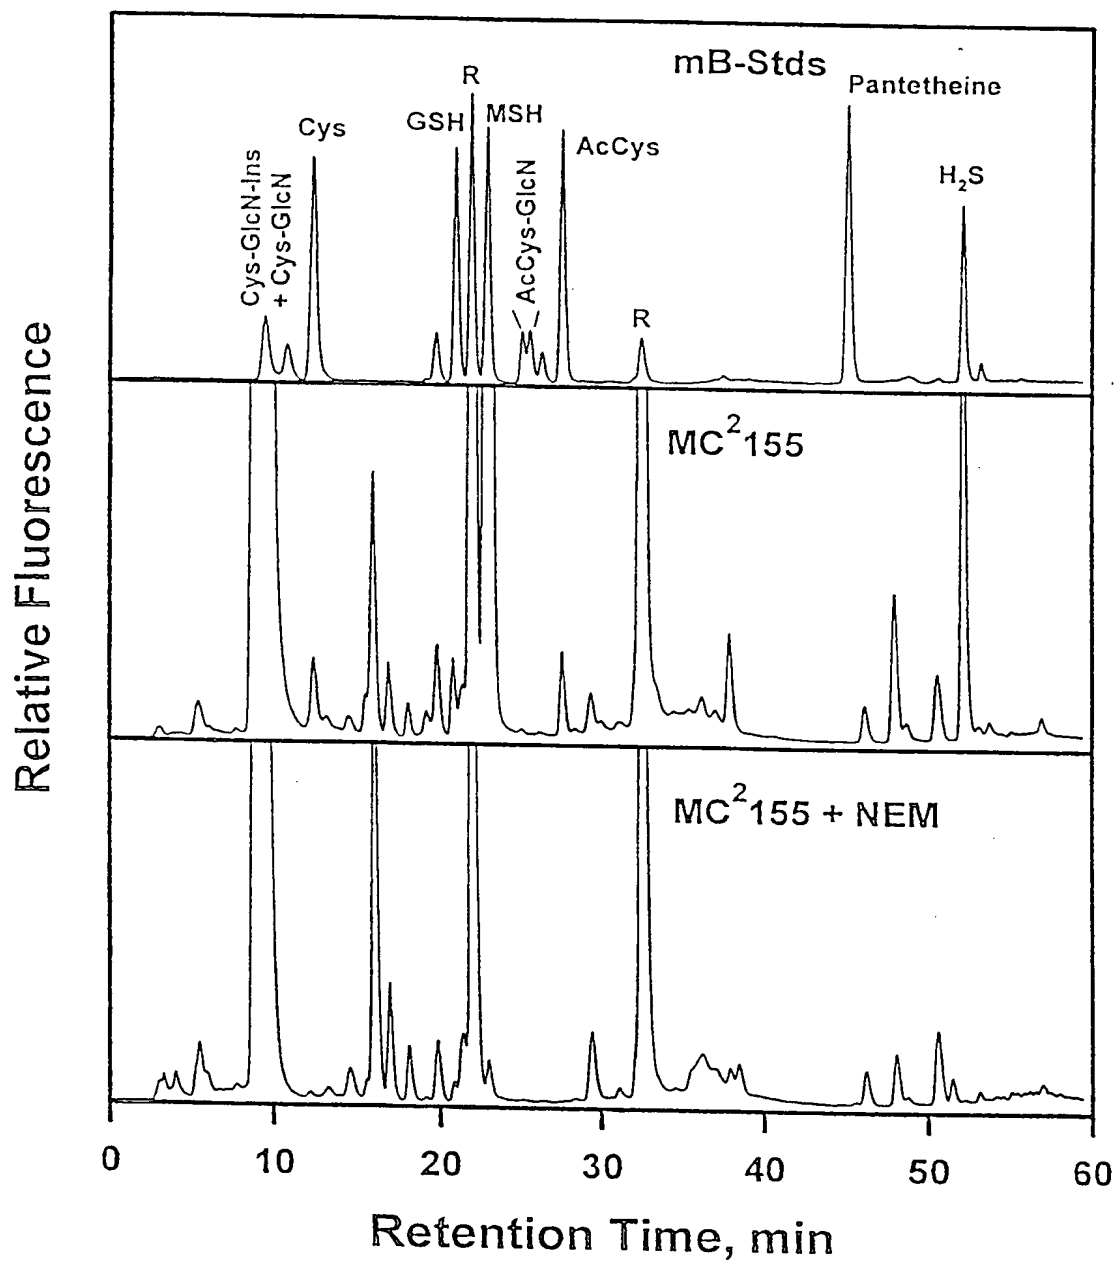 mB-Stds
R
Pantetheine
GSH
MSH
Cys
AcCys
Cys-GlcN-Ins
+ Cys-GlcN
AcCys-GlcN
H₂S
R
MC²155
MC²155 + NEM
Relative Fluorescence
0 10 20 30 40 50 60
Retention Time, min